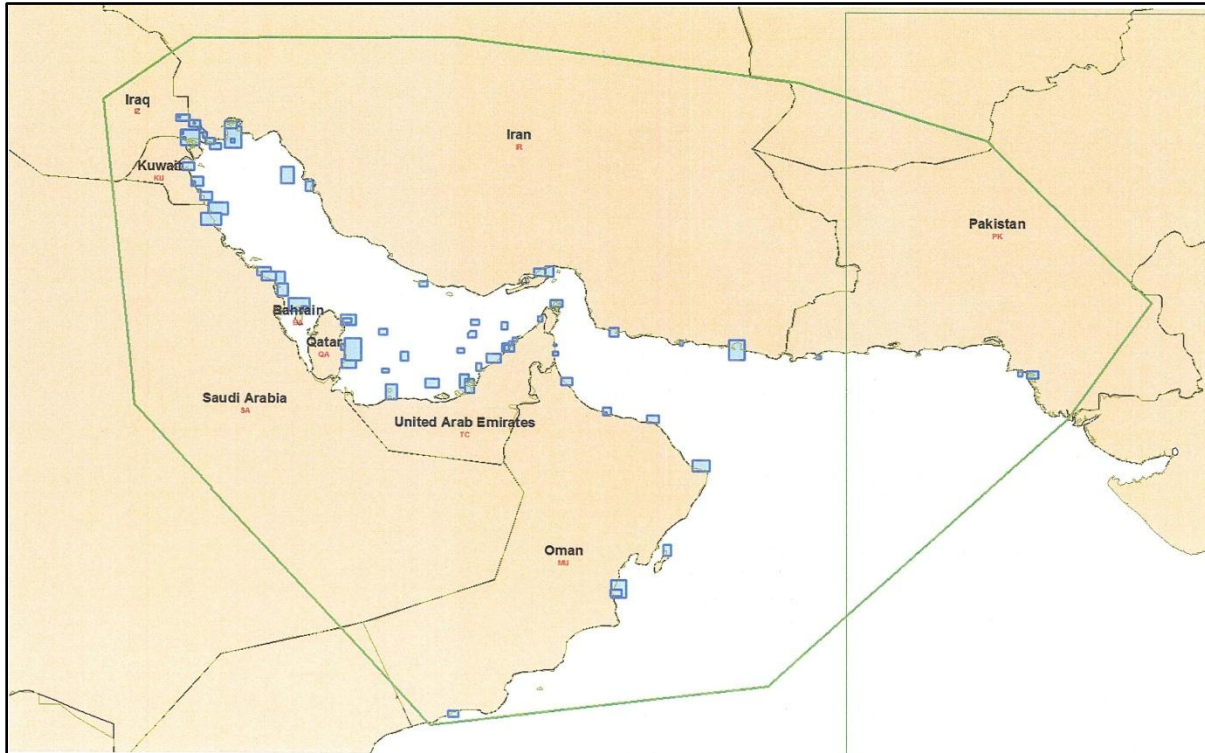 Iraq
IZ
Iran
IR
Kuwait
KU
Pakistan
PK
Bahrain
BA
Qatar
QA
Saudi Arabia
SA
United Arab Emirates
TC
Oman
MU